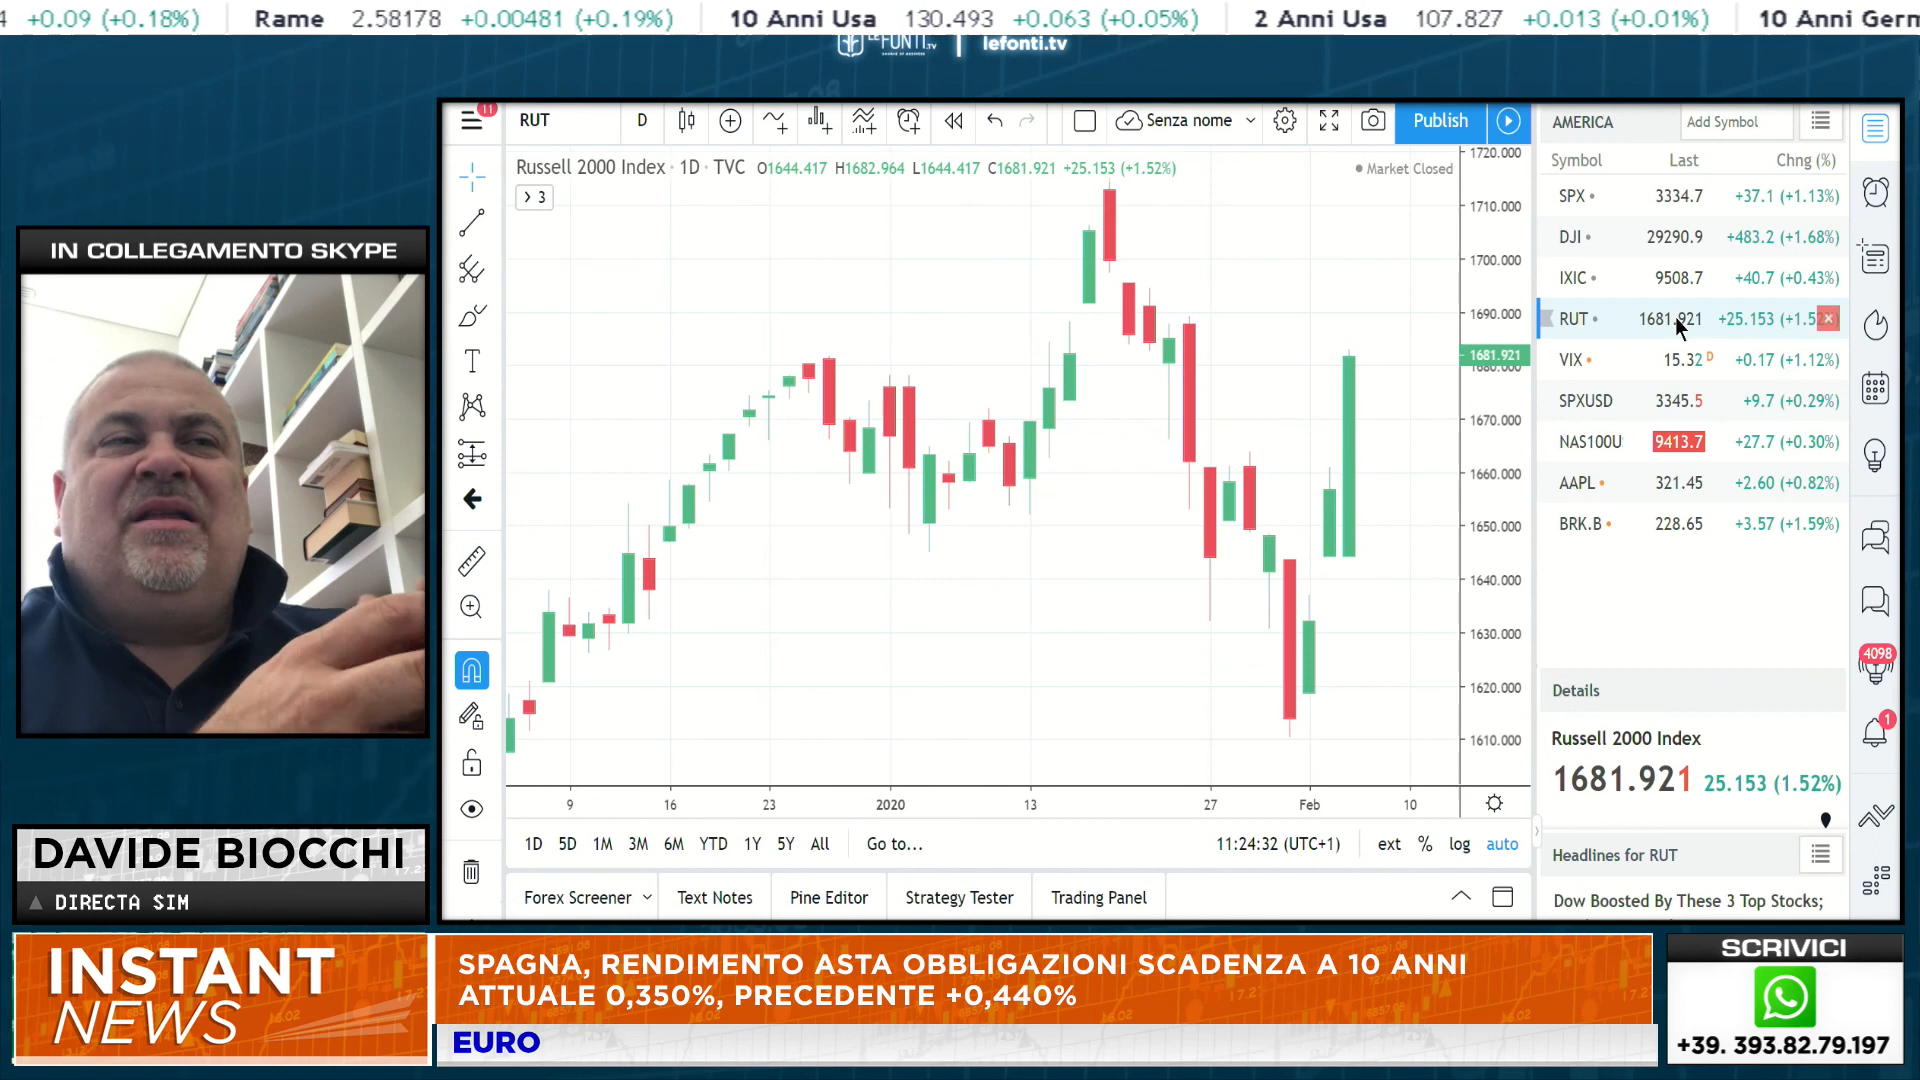 4 +0.09 (+0.18%) Rame 2.58178 +0.00481 (+0.19%) 10 Anni Usa 130.493 +0.063 (+0.05%) 2 Anni Usa 107.827 +0.013 (+0.01%) 10 Anni Germ
LEFONTI.TV lefonti.tv
IN COLLEGAMENTO SKYPE
DAVIDE BIOCCHI
DIRECTA SIM
11
RUT D Senza nome Publish
Russell 2000 Index · 1D · TVC O1644.417 H1682.964 L1644.417 C1681.921 +25.153 (+1.52%) Market Closed
3
1720.000
1710.000
1700.000
1690.000
1681.921
1680.000
1670.000
1660.000
1650.000
1640.000
1630.000
1620.000
1610.000
9 16 23 2020 13 27 Feb 10
1D 5D 1M 3M 6M YTD 1Y 5Y All Go to... 11:24:32 (UTC+1) ext % log auto
Forex Screener Text Notes Pine Editor Strategy Tester Trading Panel
AMERICA Add Symbol
Symbol Last Chng (%)
SPX 3334.7 +37.1 (+1.13%)
DJI 29290.9 +483.2 (+1.68%)
IXIC 9508.7 +40.7 (+0.43%)
RUT 1681.921 +25.153 (+1.52
VIX 15.32 D +0.17 (+1.12%)
SPXUSD 3345.5 +9.7 (+0.29%)
NAS100U 9413.7 +27.7 (+0.30%)
AAPL 321.45 +2.60 (+0.82%)
BRK.B 228.65 +3.57 (+1.59%)
4098
1
Details
Russell 2000 Index
1681.921 25.153 (1.52%)
Headlines for RUT
Dow Boosted By These 3 Top Stocks;
INSTANT
NEWS
SPAGNA, RENDIMENTO ASTA OBBLIGAZIONI SCADENZA A 10 ANNI
ATTUALE 0,350%, PRECEDENTE +0,440%
EURO
SCRIVICI
+39. 393.82.79.197